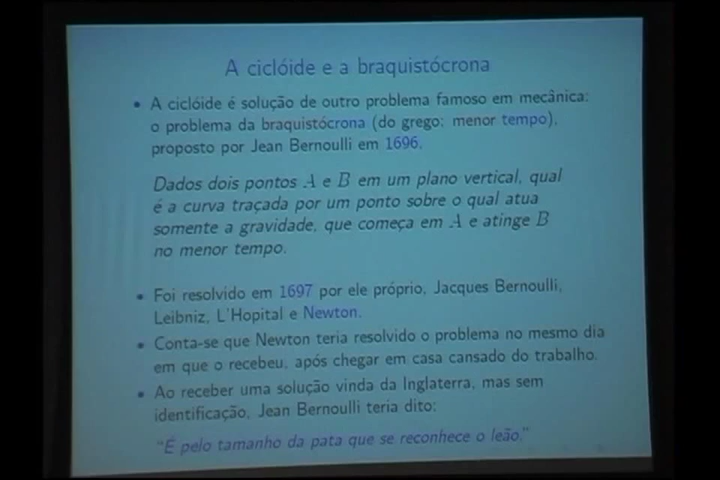 A ciclóide e a braquistócrona
• A ciclóide é solução de outro problema famoso em mecânica:
o problema da braquistócrona (do grego: menor tempo),
proposto por Jean Bernoulli em 1696.
Dados dois pontos A e B em um plano vertical, qual
é a curva traçada por um ponto sobre o qual atua
somente a gravidade, que começa em A e atinge B
no menor tempo.
• Foi resolvido em 1697 por ele próprio, Jacques Bernoulli,
Leibniz, L'Hopital e Newton.
• Conta-se que Newton teria resolvido o problema no mesmo dia
em que o recebeu, após chegar em casa cansado do trabalho.
• Ao receber uma solução vinda da Inglaterra, mas sem
identificação, Jean Bernoulli teria dito:
"É pelo tamanho da pata que se reconhece o leão."